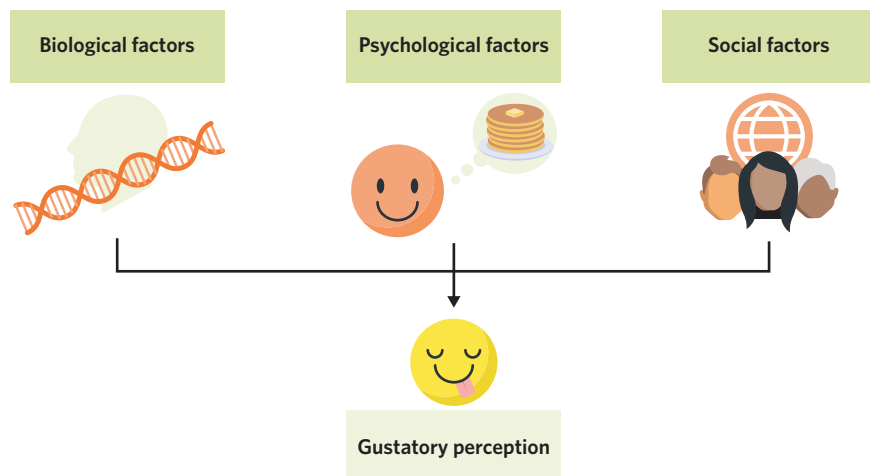 Biological factors
Psychological factors
Social factors
Gustatory perception